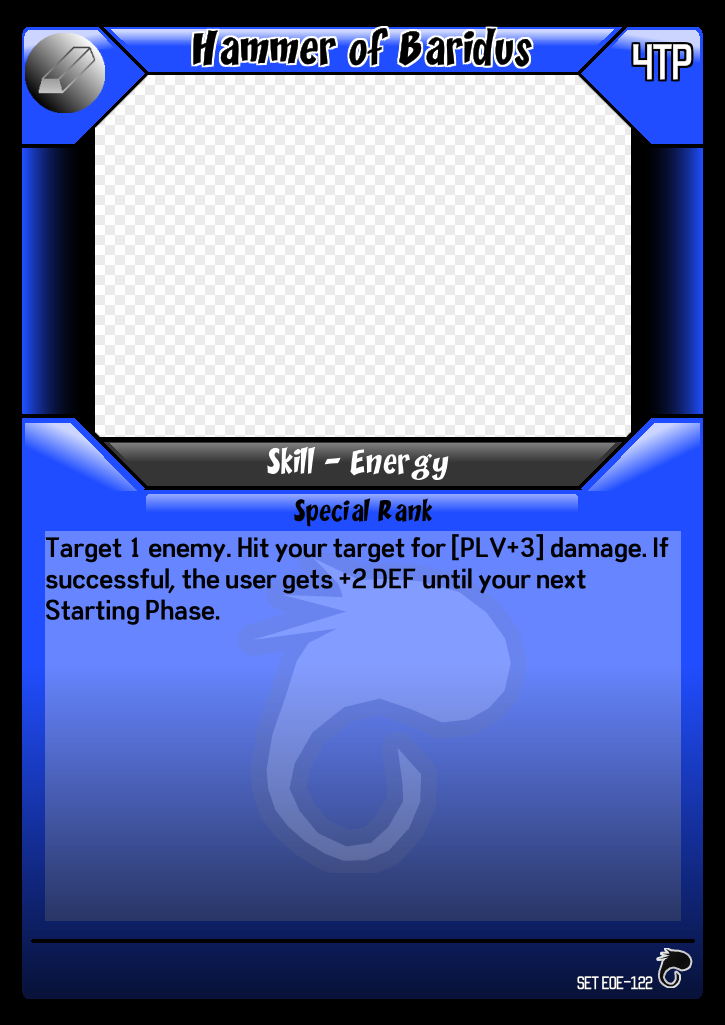 Hammer of Baridus
4TP
Skill - Energy
Special Rank
Target 1 enemy. Hit your target for [PLV+3] damage. If
successful, the user gets +2 DEF until your next
Starting Phase.
SET EOE-122